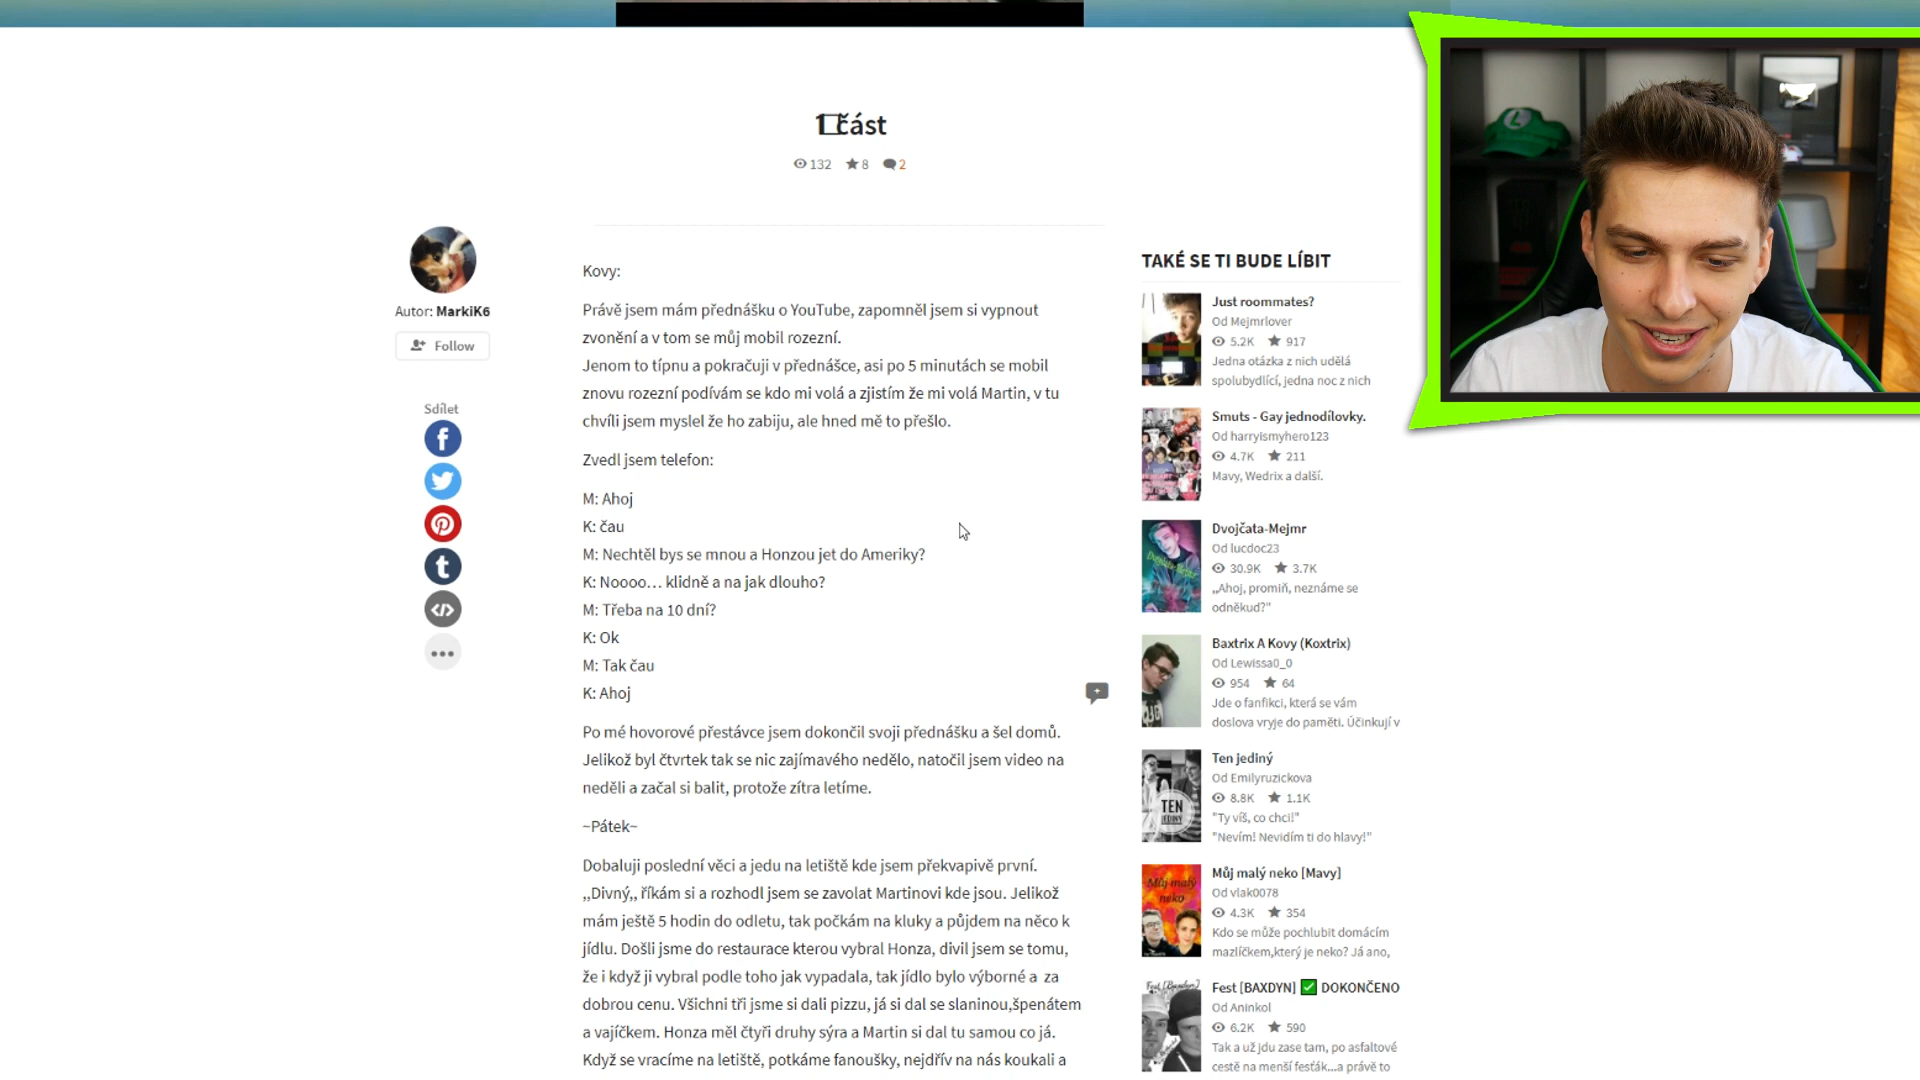 1️část
132 8 2
Autor: MarkiK6
Follow
Sdílet
Kovy:
Právě jsem mám přednášku o YouTube, zapomněl jsem si vypnout
zvonění a v tom se můj mobil rozezní.
Jenom to típnu a pokračuji v přednášce, asi po 5 minutách se mobil
znovu rozezní podívám se kdo mi volá a zjistím že mi volá Martin, v tu
chvíli jsem myslel že ho zabiju, ale hned mě to přešlo.
Zvedl jsem telefon:
M: Ahoj
K: čau
M: Nechtěl bys se mnou a Honzou jet do Ameriky?
K: Noooo... klidně a na jak dlouho?
M: Třeba na 10 dní?
K: Ok
M: Tak čau
K: Ahoj
Po mé hovorové přestávce jsem dokončil svoji přednášku a šel domů.
Jelikož byl čtvrtek tak se nic zajímavého nedělo, natočil jsem video na
neděli a začal si balit, protože zítra letíme.
~Pátek~
Dobaluji poslední věci a jedu na letiště kde jsem překvapivě první.
,,Divný,, říkám si a rozhodl jsem se zavolat Martinovi kde jsou. Jelikož
mám ještě 5 hodin do odletu, tak počkám na kluky a půjdem na něco k
jídlu. Došli jsme do restaurace kterou vybral Honza, divil jsem se tomu,
že i když ji vybral podle toho jak vypadala, tak jídlo bylo výborné a za
dobrou cenu. Všichni tři jsme si dali pizzu, já si dal se slaninou,špenátem
a vajíčkem. Honza měl čtyři druhy sýra a Martin si dal tu samou co já.
Když se vracíme na letiště, potkáme fanoušky, nejdřív na nás koukali a
TAKÉ SE TI BUDE LÍBIT
Just roommates?
Od Mejmrlover
5.2K 917
Jedna otázka z nich udělá
spolubydlící, jedna noc z nich
Smuts - Gay jednodílovky.
Od harryismyhero123
4.7K 211
Mavy, Wedrix a další.
Dvojčata-Mejmr
Od lucdoc23
30.9K 3.7K
,,Ahoj, promiň, neznáme se
odněkud?"
Baxtrix A Kovy (Koxtrix)
Od Lewissa0_0
954 64
Jde o fanfikci, která se vám
doslova vryje do paměti. Účinkují v
TEN
JEDINÝ
Ten jediný
Od Emilyruzickova
8.8K 1.1K
"Ty víš, co chci!"
"Nevím! Nevidím ti do hlavy!"
Můj malý
neko
Můj malý neko [Mavy]
Od vlak0078
4.3K 354
Kdo se může pochlubit domácím
mazlíčkem,který je neko? Já ano,
Fest [Baxdyn]
Fest [BAXDYN] ✅ DOKONČENO
Od Aninkol
6.2K 590
Tak a už jdu zase tam, po asfaltové
cestě na menší festák...a právě to